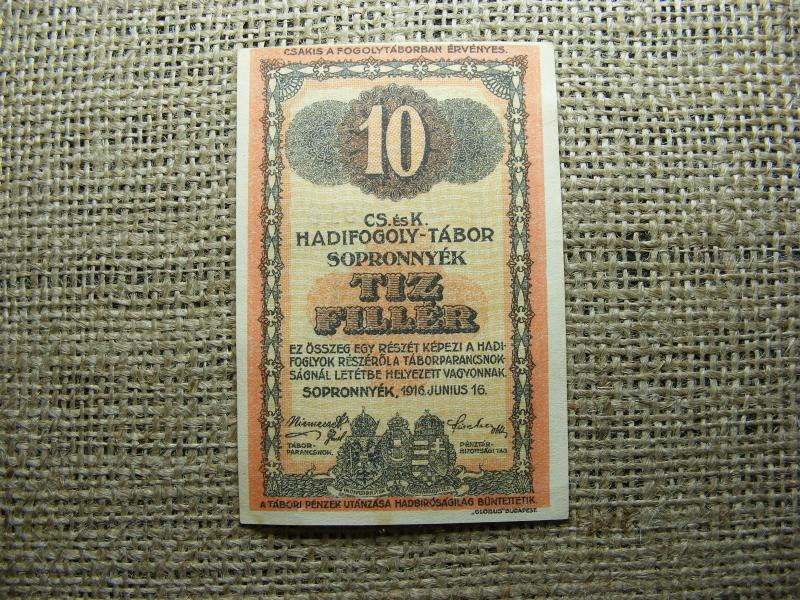 CSAKIS A FOGOLYTÁBORBAN ÉRVÉNYES.
10
CS. és K.
HADIFOGOLY-TÁBOR
SOPRONNYÉK
TIZ
FILLÉR
EZ ÖSSZEG EGY RÉSZÉT KÉPEZI A HADI-
FOGLYOK RÉSZÉRŐL A TÁBORPARANCSNOK-
SÁGNÁL LETÉTBE HELYEZETT VAGYONNAK.
SOPRONNYÉK, 1916. JUNIUS 16.
TÁBOR-
PARANCSNOK.
PÉNZTÁR-
BIZOTTSÁGI TAG
A TÁBORI PÉNZEK UTÁNZÁSA HADBIRÓSÁGILAG BÜNTETTETIK
„GLOBUS" BUDAPEST.